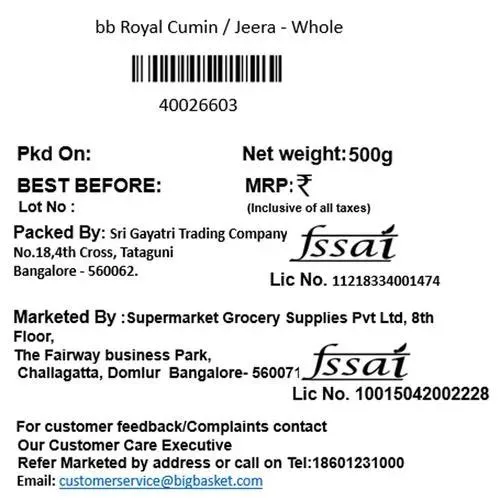 bb Royal Cumin / Jeera - Whole
40026603
Pkd On: Net weight:500g
BEST BEFORE: MRP:₹
Lot No : (Inclusive of all taxes)
Packed By: Sri Gayatri Trading Company fssai
No.18,4th Cross, Tataguni
Bangalore - 560062.
Lic No. 11218334001474
Marketed By :Supermarket Grocery Supplies Pvt Ltd, 8th
Floor,
The Fairway business Park,
Challagatta, Domlur Bangalore- 560071 fssai
Lic No. 10015042002228
For customer feedback/Complaints contact
Our Customer Care Executive
Refer Marketed by address or call on Tel:18601231000
Email: customerservice@bigbasket.com